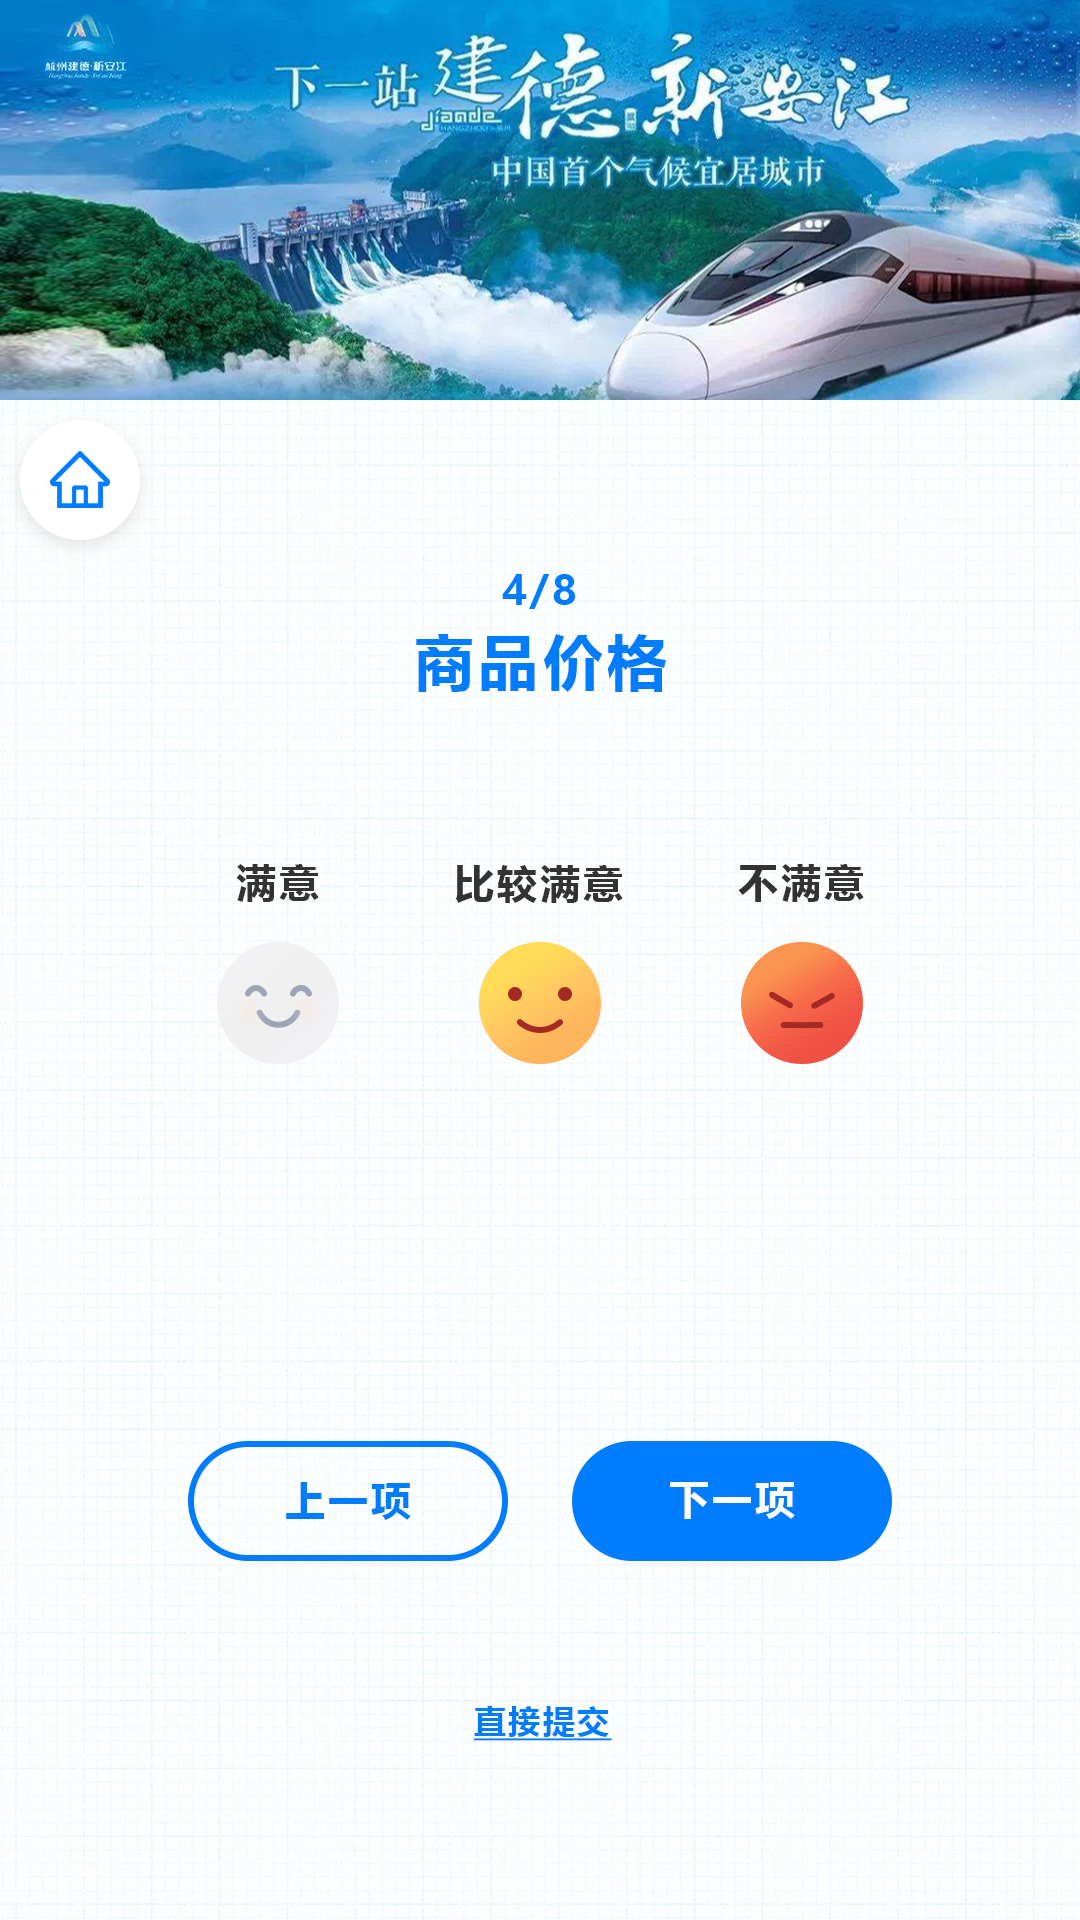 杭州建德·新安江
下一站 建德 新安江
jiande
HANGZHOU 杭州
中国首个气候宜居城市
4/8
商品价格
满意 比较满意 不满意
上一项 下一项
直接提交